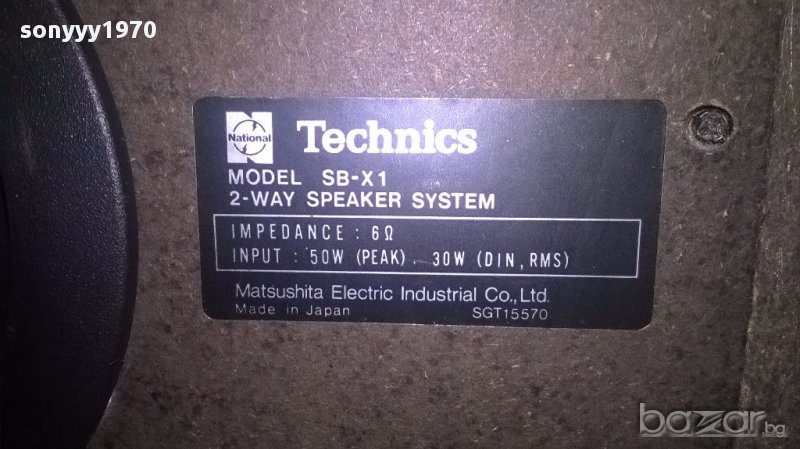 sonyyy1970
National
Technics
MODEL SB-X1
2-WAY SPEAKER SYSTEM
IMPEDANCE : 6Ω
INPUT : 50W (PEAK). 30W (DIN, RMS)
Matsushita Electric Industrial Co., Ltd.
Made in Japan SGT15570
bazar.bg